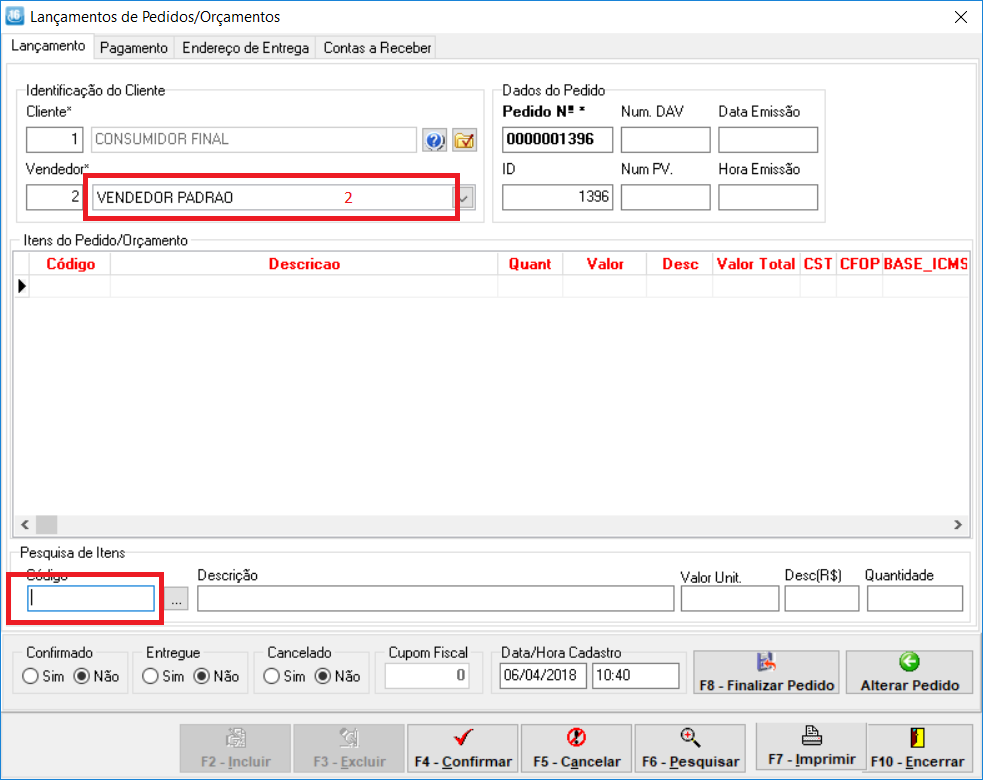 Lançamentos de Pedidos/Orçamentos
Lançamento Pagamento Endereço de Entrega Contas a Receber
Identificação do Cliente
Cliente*
1 CONSUMIDOR FINAL
Vendedor*
2 VENDEDOR PADRAO 2
Dados do Pedido
Pedido Nº * Num. DAV Data Emissão
0000001396
ID Num PV. Hora Emissão
1396
Itens do Pedido/Orçamento
Código Descricao Quant Valor Desc Valor Total CST CFOP BASE_ICMS
Pesquisa de Itens
Código Descrição Valor Unit. Desc(R$) Quantidade
...
Confirmado Entregue Cancelado Cupom Fiscal Data/Hora Cadastro
Sim Não Sim Não Sim Não 0 06/04/2018 10:40
F8 - Finalizar Pedido Alterar Pedido
F2 - Incluir F3 - Excluir F4 - Confirmar F5 - Cancelar F6 - Pesquisar F7 - Imprimir F10 - Encerrar